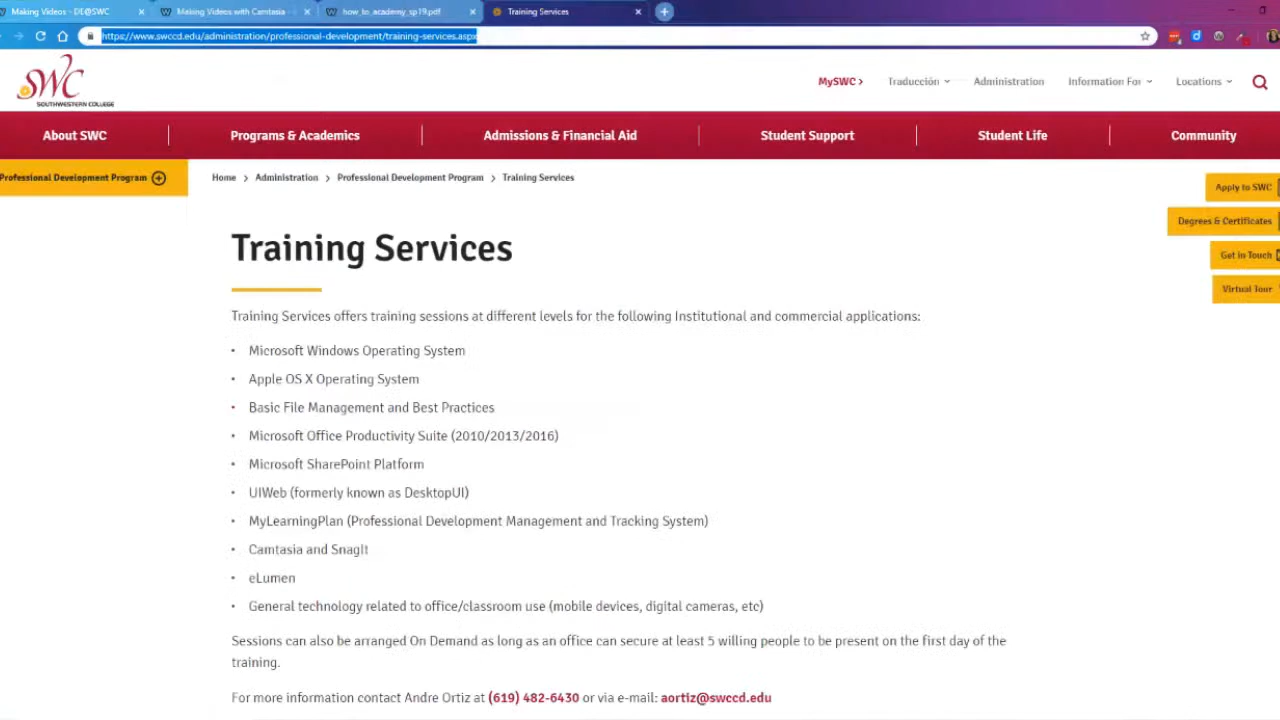 Making Videos - DE@SWC
Making Videos with Camtasia
how_to_academy_sp19.pdf
Training Services
https://www.swccd.edu/administration/professional-development/training-services.aspx
SWC
SOUTHWESTERN COLLEGE
MySWC
Traducción
Administration
Information For
Locations
About SWC
Programs & Academics
Admissions & Financial Aid
Student Support
Student Life
Community
Professional Development Program
Home > Administration > Professional Development Program > Training Services
Apply to SWC
Degrees & Certificates
Get in Touch
Virtual Tour
Training Services
Training Services offers training sessions at different levels for the following Institutional and commercial applications:
• Microsoft Windows Operating System
• Apple OS X Operating System
• Basic File Management and Best Practices
• Microsoft Office Productivity Suite (2010/2013/2016)
• Microsoft SharePoint Platform
• UIWeb (formerly known as DesktopUI)
• MyLearningPlan (Professional Development Management and Tracking System)
• Camtasia and SnagIt
• eLumen
• General technology related to office/classroom use (mobile devices, digital cameras, etc)
Sessions can also be arranged On Demand as long as an office can secure at least 5 willing people to be present on the first day of the
training.
For more information contact Andre Ortiz at (619) 482-6430 or via e-mail: aortiz@swccd.edu